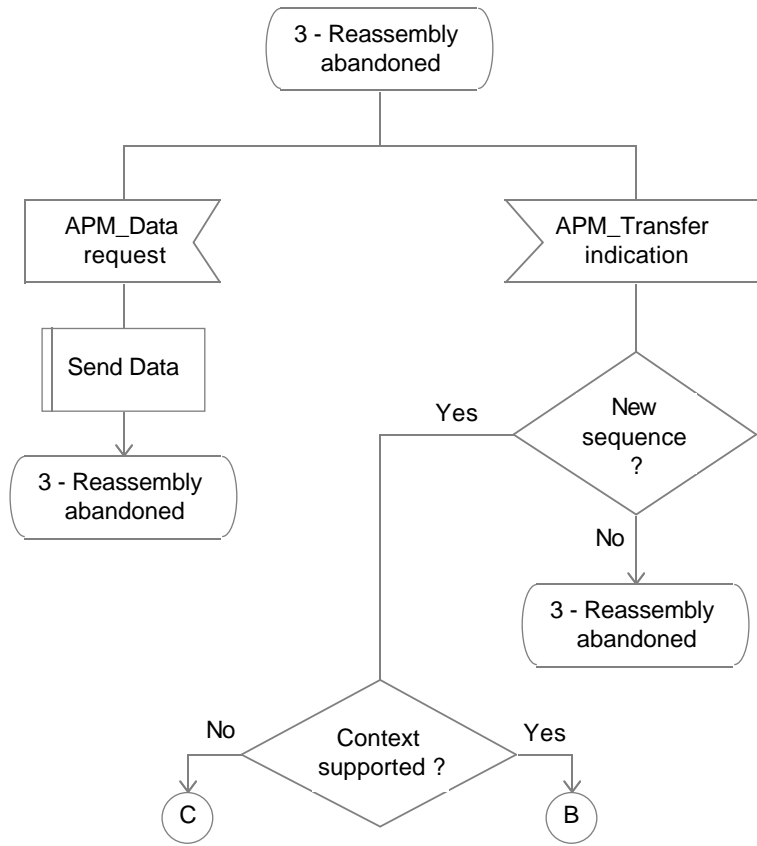 3 - Reassembly
abandoned
APM_Data
request
APM_Transfer
indication
Send Data
Yes
New
sequence
?
3 - Reassembly
abandoned
No
3 - Reassembly
abandoned
No
Context
supported ?
Yes
C
B